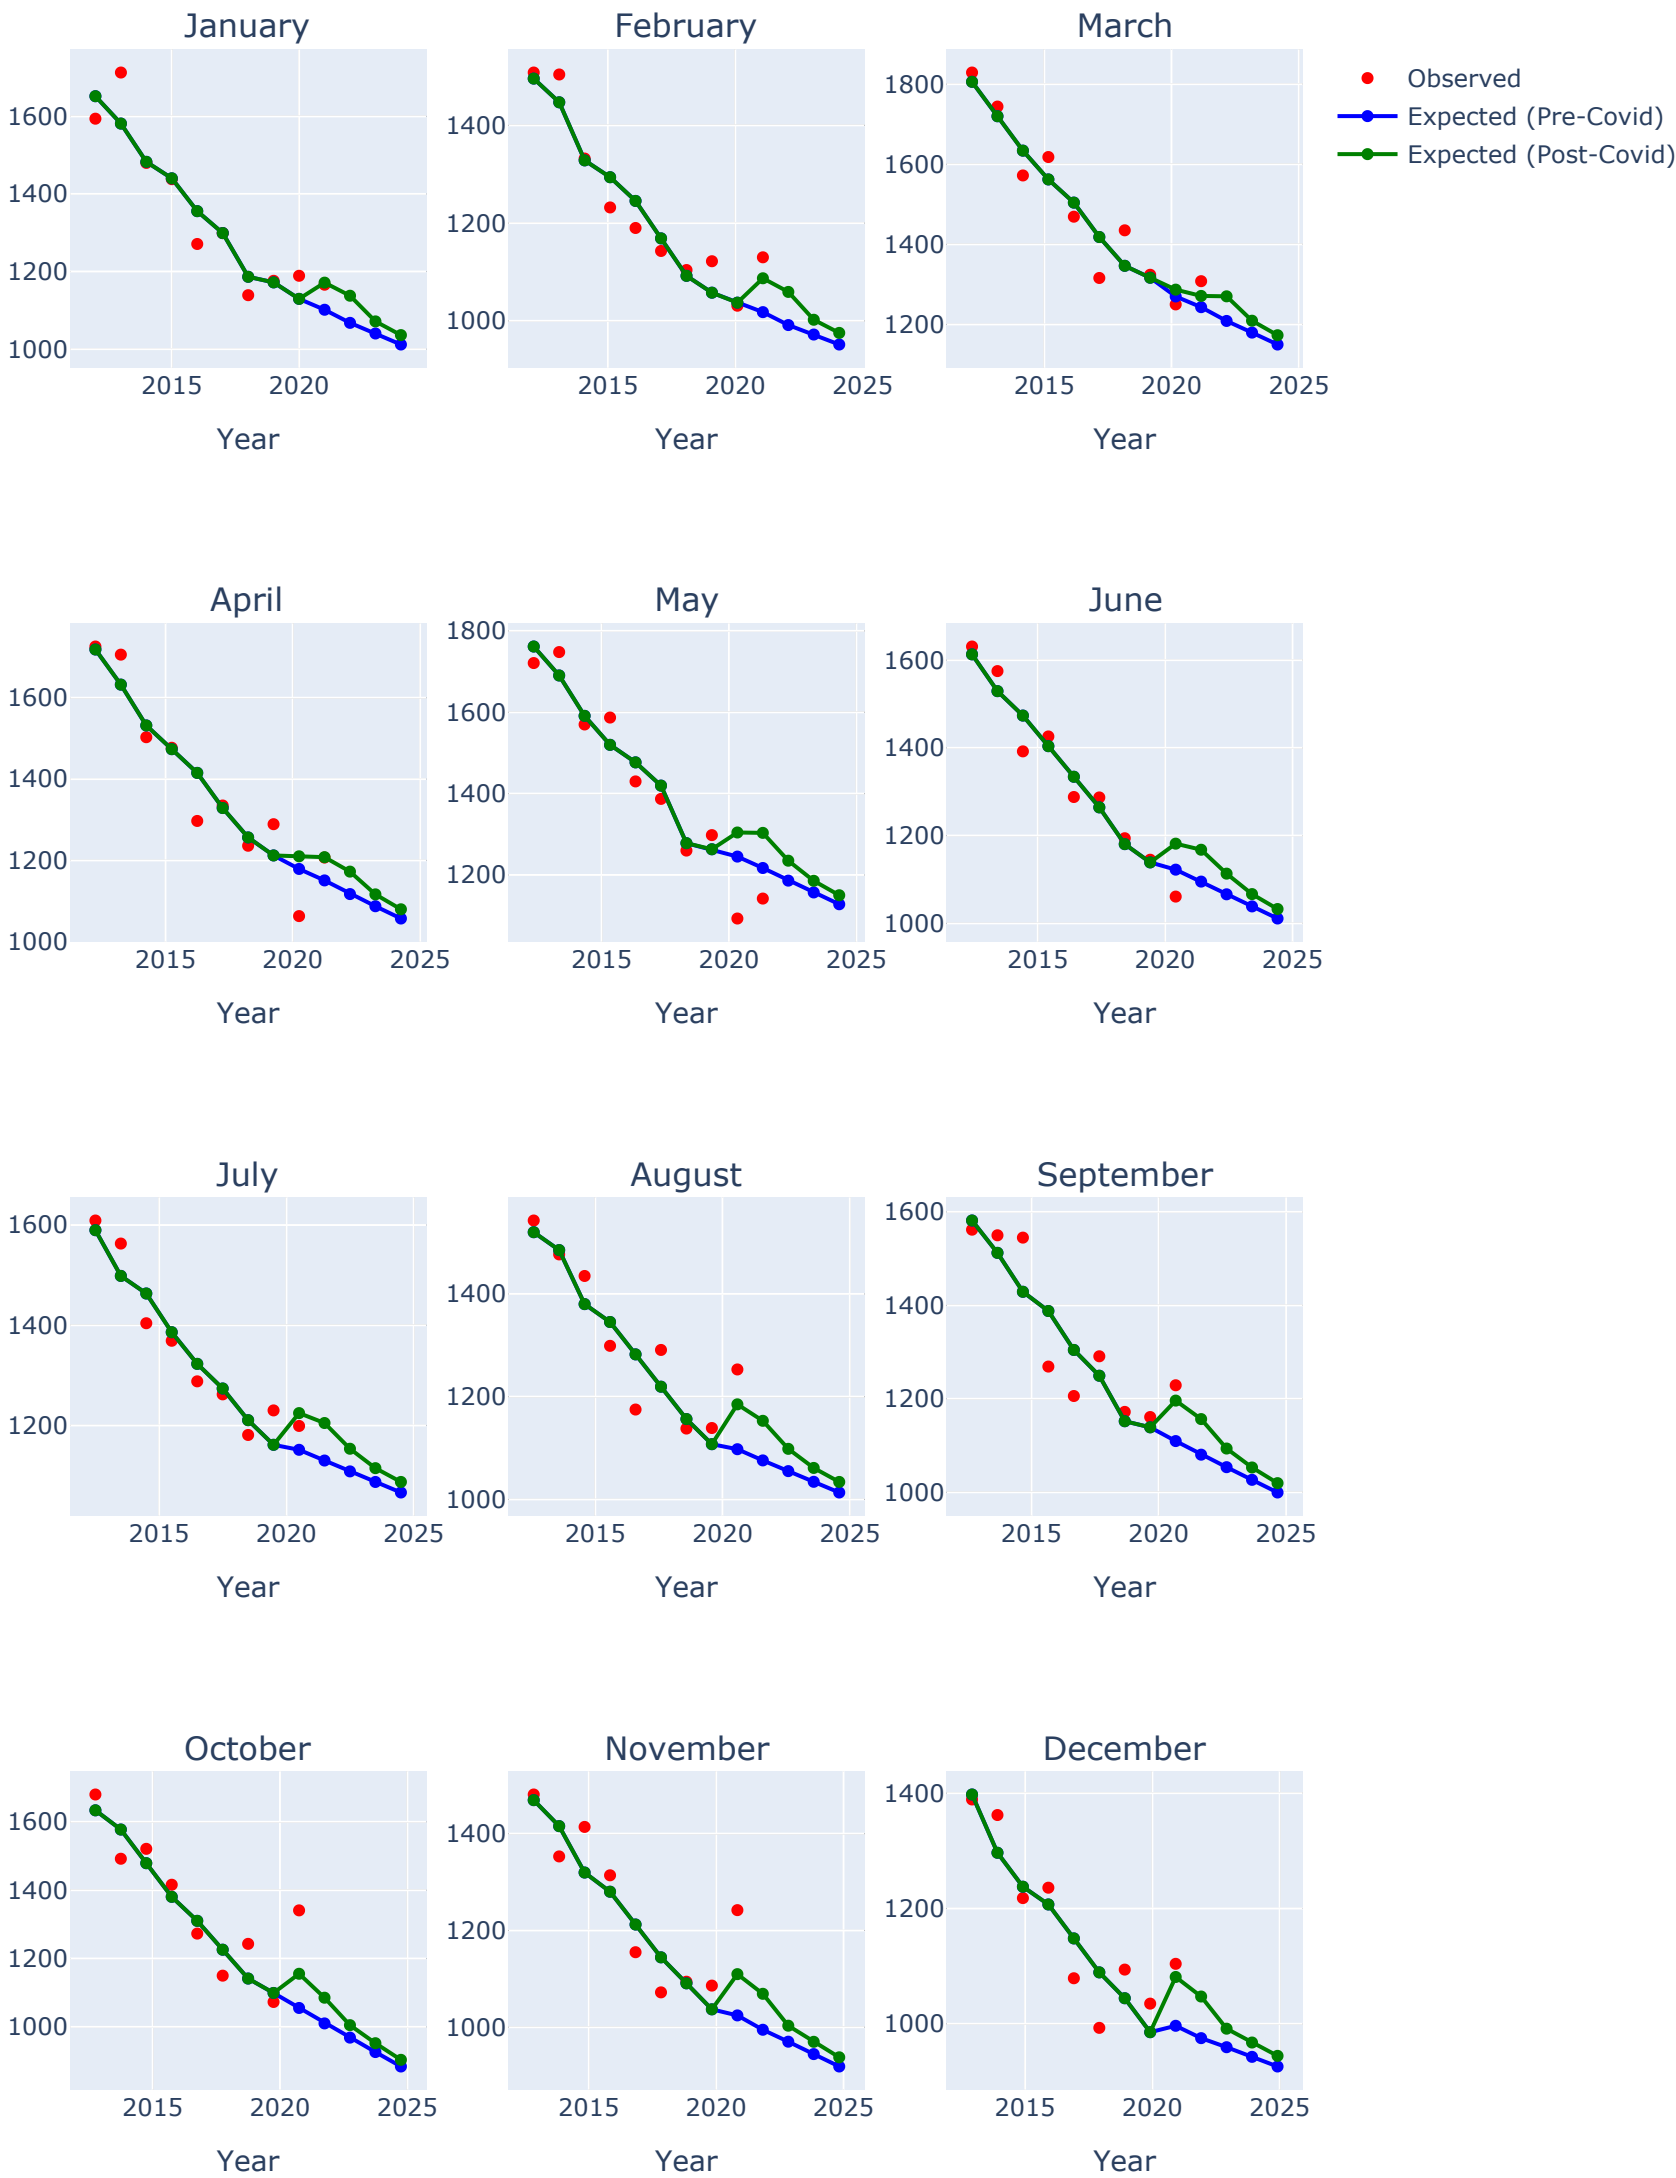 January
February
March
Observed
Expected (Pre-Covid)
Expected (Post-Covid)
1600
1400
1200
1000
1400
1200
1000
1800
1600
1400
1200
2015 2020
2015 2020 2025
2015 2020 2025
Year
Year
Year
April
May
June
1600
1400
1200
1000
1800
1600
1400
1200
1600
1400
1200
1000
2015 2020 2025
2015 2020 2025
2015 2020 2025
Year
Year
Year
July
August
September
1600
1400
1200
1400
1200
1000
1600
1400
1200
1000
2015 2020 2025
2015 2020 2025
2015 2020 2025
Year
Year
Year
October
November
December
1600
1400
1200
1000
1400
1200
1000
1400
1200
1000
2015 2020 2025
2015 2020 2025
2015 2020 2025
Year
Year
Year